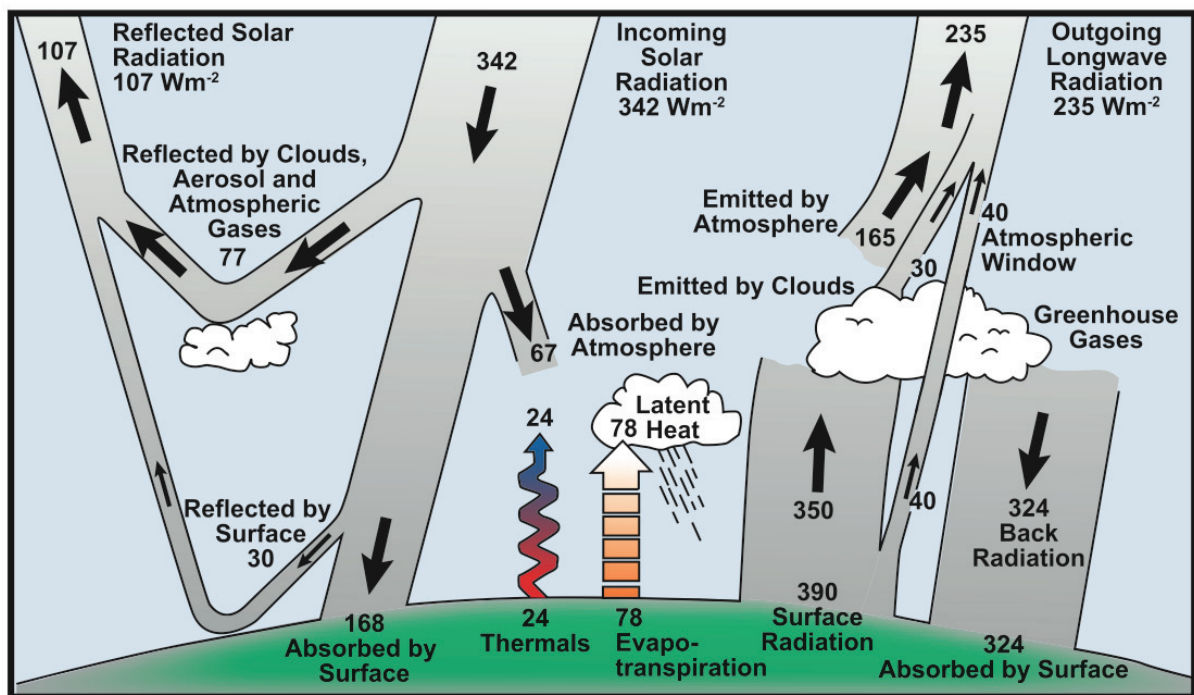 107
Reflected Solar
Radiation
107 Wm⁻²
342
Incoming
Solar
Radiation
342 Wm⁻²
235
Outgoing
Longwave
Radiation
235 Wm⁻²
Reflected by Clouds,
Aerosol and
Atmospheric
Gases
77
Emitted by
Atmosphere
165
30
40
Atmospheric
Window
Emitted by Clouds
Greenhouse
Gases
Absorbed by
67 Atmosphere
24
78
Latent
Heat
Reflected by
Surface
30
350
40
324
Back
Radiation
168
Absorbed by
Surface
24
Thermals
78
Evapo-
transpiration
390
Surface
Radiation
324
Absorbed by Surface